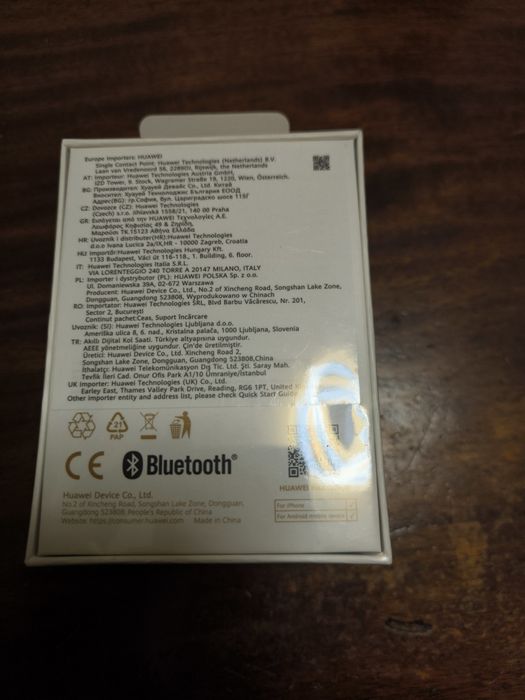 Europe Importers: HUAWEI
Single Contact Point: Huawei Technologies (Netherlands) B.V.
Laan van Vredenoord 56, 2289DJ, Rijswijk, the Netherlands
AT: Importeur: Huawei Technologies Austria GmbH,
IZD Tower, 9. Stock, Wagramer Straße 19, 1220, Wien, Österreich.
BG: Производител: Хуауей Девайс Со., Ltd. Китай
Вносител: Хуауей Технолоджис България ЕООД
Адрес(BG): гр.София, бул. Цариградско шосе 115Г
CZ: Dovozce (CZ): Huawei Technologies
(Czech) s.r.o. Jihlavská 1558/21, 140 00 Praha
GR: Εισάγεται από την HUAWEI Τεχνολογίες Α.Ε.
Λεωφόρος Κηφισίας 49 & Ζηρίδη,
Μαρούσι ΤΚ.15123 Αθήνα Ελλάδα
HR: Uvoznik i distributer(HR):Huawei Technologies
d.o.o Ivana Lucica 2a/IX,HR - 10000 Zagreb, Croatia
HU: Importőr:Huawei Technologies Hungary Kft.
1133 Budapest, Váci út 116-118., 1. Building, 6. floor.
IT: Huawei Technologies Italia S.R.L.
VIA LORENTEGGIO 240 TORRE A 20147 MILANO, ITALY
PL: Importer i dystrybutor (PL): HUAWEI POLSKA Sp. z o.o.
Ul. Domaniewska 39A, 02-672 Warszawa
Producent: Huawei Device Co., Ltd., No.2 of Xincheng Road, Songshan Lake Zone,
Dongguan, Guangdong 523808, Wyprodukowano w Chinach
RO: Importator: Huawei Technologies SRL, Blvd Barbu Văcărescu, Nr. 201,
Sector 2, București
Continut pachet:Ceas, Suport încărcare
Uvoznik: (SI): Huawei Technologies Ljubljana d.o.o.
Ameriška ulica 8, 6. nad., Kristalna palača, 1000 Ljubljana, Slovenia
TR: Akıllı Dijital Kol Saati. Türkiye altyapısına uygundur.
AEEE yönetmeliğine uygundur. Çin'de üretilmiştir.
Üretici: Huawei Device Co., Ltd. Xincheng Road 2,
Songshan Lake Zone, Dongguan, Guangdong 523808,China
İthalatçı: Huawei Telekomünikasyon Dış Tic. Ltd. Şti. Saray Mah.
Tevfik İleri Cad. Onur Ofis Park A1/10 Ümraniye/İstanbul
UK Importer: Huawei Technologies (UK) Co., Ltd.
Earley East, Thames Valley Park Drive, Reading, RG6 1PT, United
Other importer entity and address list, please check Quick Start Guide
21
PAP
CE Bluetooth®
HUAWEI
Huawei Device Co., Ltd.
No.2 of Xincheng Road, Songshan Lake Zone, Dongguan,
Guangdong 523808, People's Republic of China
Website: https://consumer.huawei.com Made in China
For iPhone ✓
For Android mobile device ✓